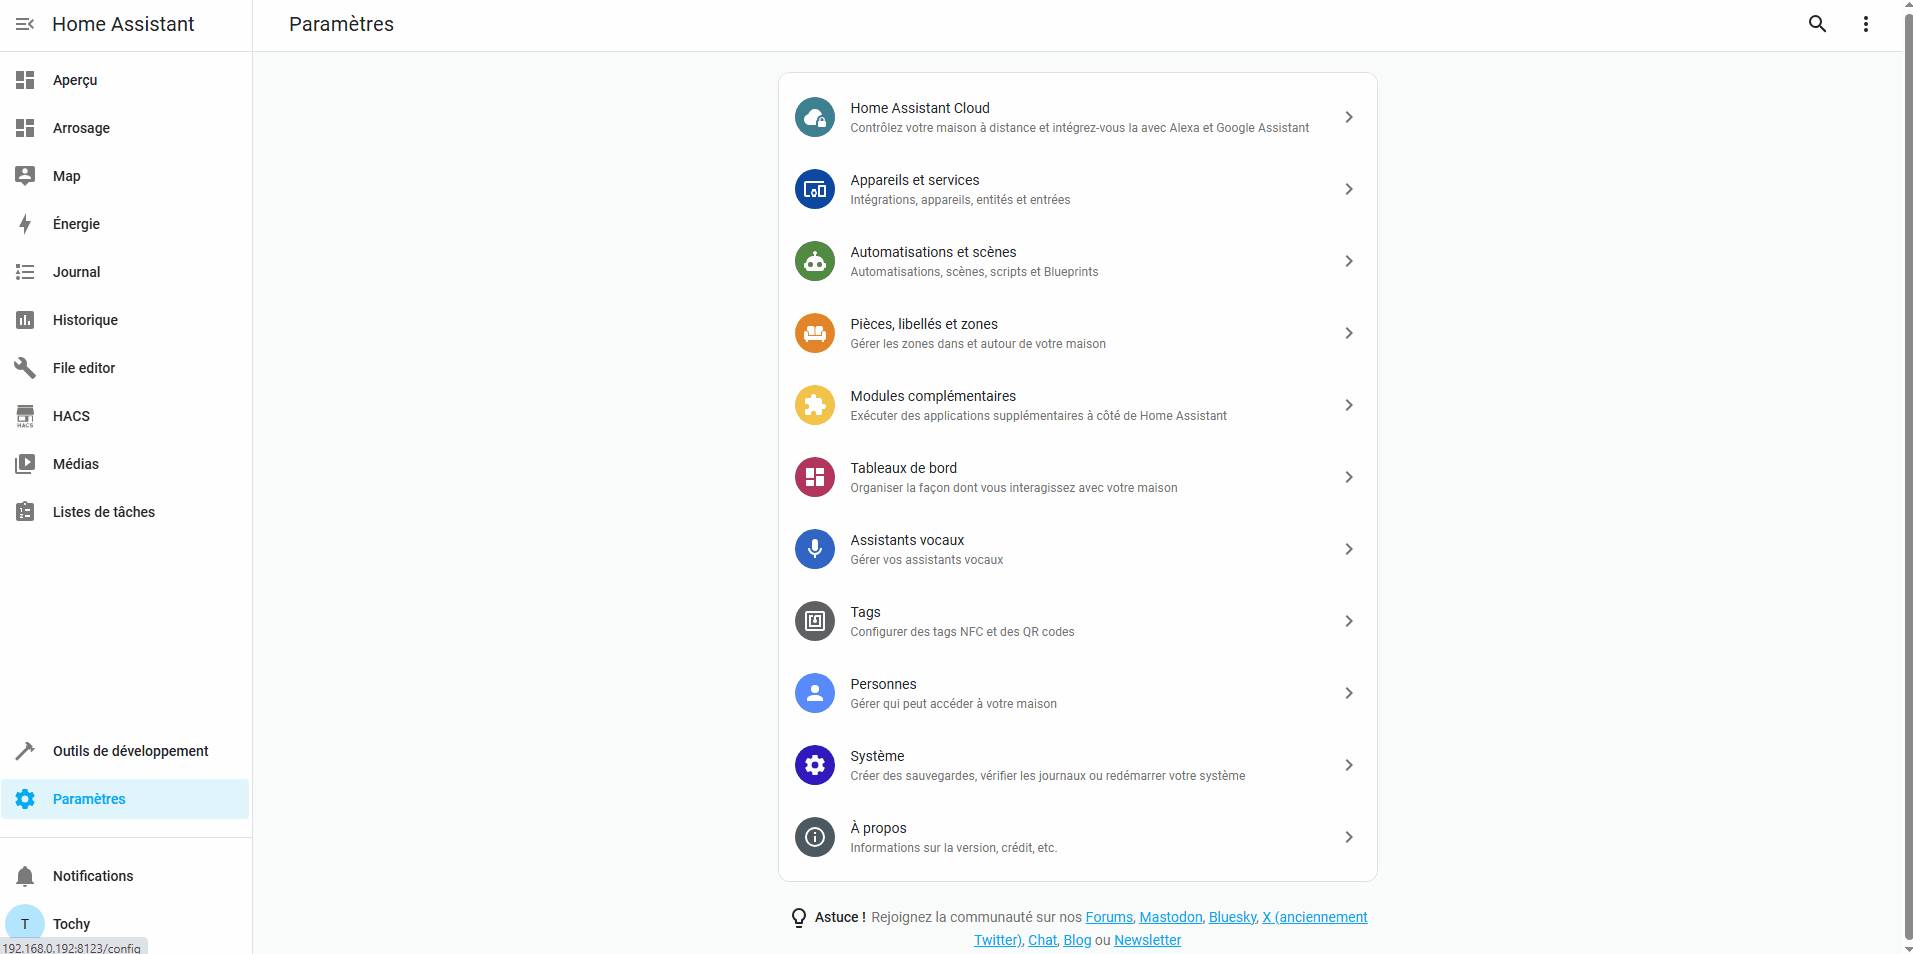 Home Assistant
Paramètres
Aperçu
Arrosage
Map
Énergie
Journal
Historique
File editor
HACS
HACS
Médias
Listes de tâches
Outils de développement
Paramètres
Notifications
T
Tochy
192.168.0.192:8123/config
Home Assistant Cloud
Contrôlez votre maison à distance et intégrez-vous la avec Alexa et Google Assistant
Appareils et services
Intégrations, appareils, entités et entrées
Automatisations et scènes
Automatisations, scènes, scripts et Blueprints
Pièces, libellés et zones
Gérer les zones dans et autour de votre maison
Modules complémentaires
Exécuter des applications supplémentaires à côté de Home Assistant
Tableaux de bord
Organiser la façon dont vous interagissez avec votre maison
Assistants vocaux
Gérer vos assistants vocaux
Tags
Configurer des tags NFC et des QR codes
Personnes
Gérer qui peut accéder à votre maison
Système
Créer des sauvegardes, vérifier les journaux ou redémarrer votre système
À propos
Informations sur la version, crédit, etc.
Astuce ! Rejoignez la communauté sur nos Forums, Mastodon, Bluesky, X (anciennement
Twitter), Chat, Blog ou Newsletter